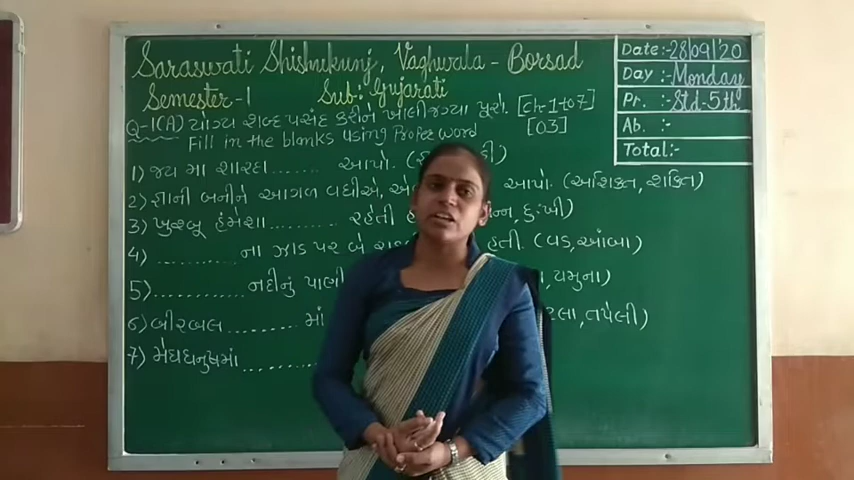 Saraswati Shishukunj, Vaghwala - Borsad
Semester-1 Sub: Gujarati
Q-1(A) યોગ્ય શબ્દ પસંદ કરીને ખાલી જગ્યા પૂરો. [Ch-1 to 7]
Fill in the blanks using Proper word [03]
1) જય મા શારદા ........ આપો.
2) જ્ઞાની બનીને આગળ વધીએ, આપો. (આશિકત, શકિત)
3) ખુશ્બૂ હંમેશા ........ રહેતી દુ:ખી)
4) .......... ના ઝાડ પર બે હતી. (વડ, આંબા)
5) ............ નદીનું પાણી યમુના)
6) બીરબલ ......... માં તપેલી)
7) મેઘધનુષમાં ..........
Date:- 28/09/'20
Day :- Monday
Pr. :- Std-5th
Ab. :-
Total:-